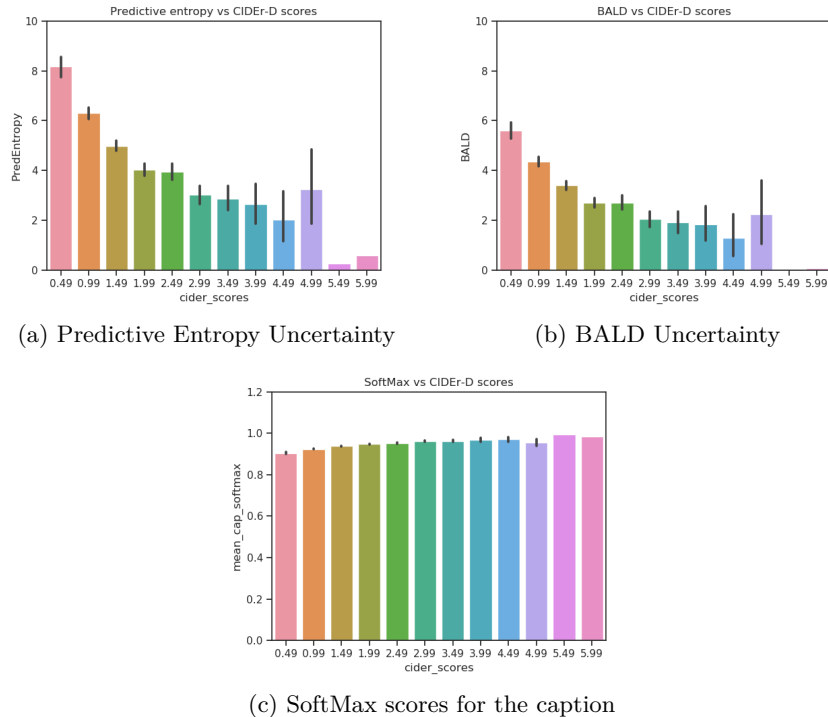 Predictive entropy vs CIDEr-D scores
10
8
6
4
2
0
PredEntropy
0.49 0.99 1.49 1.99 2.49 2.99 3.49 3.99 4.49 4.99 5.49 5.99
cider_scores
(a) Predictive Entropy Uncertainty
BALD vs CIDEr-D scores
10
8
6
4
2
0
BALD
0.49 0.99 1.49 1.99 2.49 2.99 3.49 3.99 4.49 4.99 5.49 5.99
cider_scores
(b) BALD Uncertainty
SoftMax vs CIDEr-D scores
1.2
1.0
0.8
0.6
0.4
0.2
0.0
mean_cap_softmax
0.49 0.99 1.49 1.99 2.49 2.99 3.49 3.99 4.49 4.99 5.49 5.99
cider_scores
(c) SoftMax scores for the caption